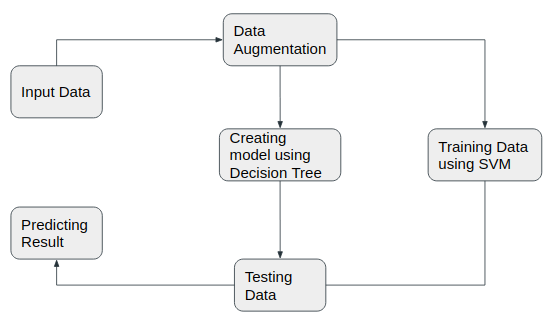 Data
Augmentation
Input Data
Creating
model using
Decision Tree
Training Data
using SVM
Predicting
Result
Testing
Data